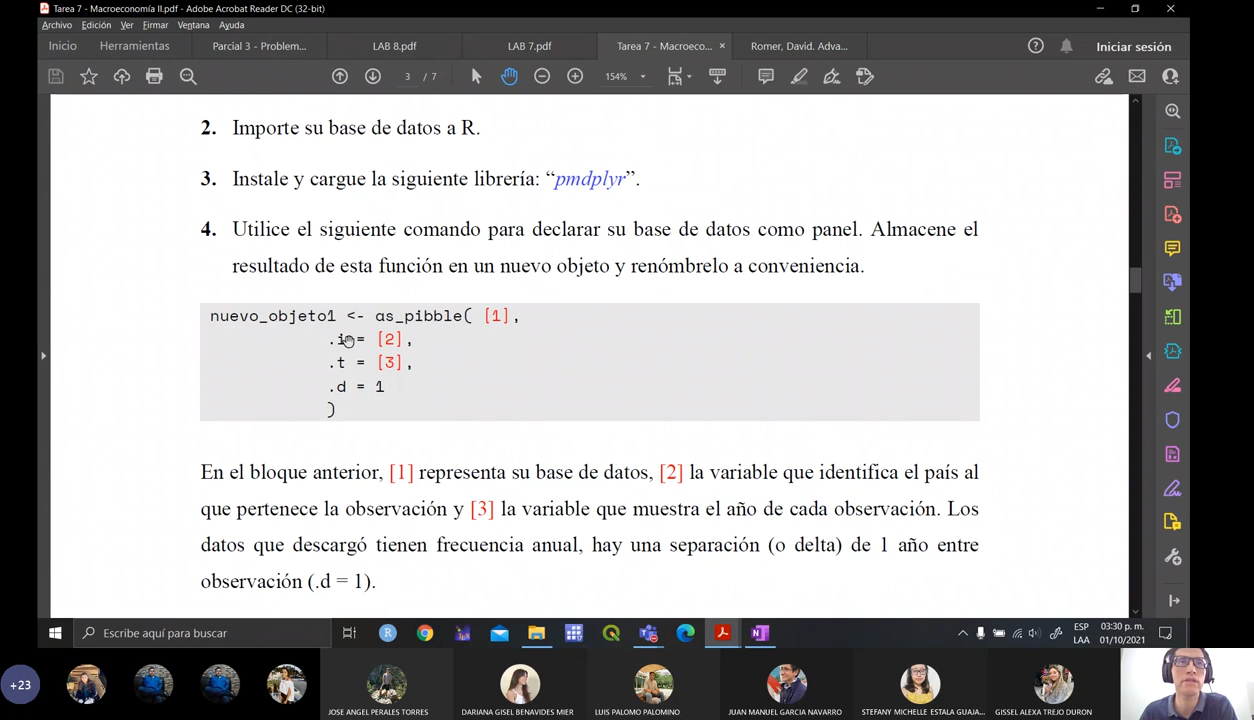 Tarea 7 - Macroeconomía II.pdf - Adobe Acrobat Reader DC (32-bit)
Archivo Edición Ver Firmar Ventana Ayuda
Inicio Herramientas Parcial 3 - Problem... LAB 8.pdf LAB 7.pdf Tarea 7 - Macroeco... × Romer, David. Adva... Iniciar sesión
3 / 7 154%
2. Importe su base de datos a R.
3. Instale y cargue la siguiente librería: “pmdplyr”.
4. Utilice el siguiente comando para declarar su base de datos como panel. Almacene el
resultado de esta función en un nuevo objeto y renómbrelo a conveniencia.
nuevo_objeto1 <- as_pibble( [1],
.i = [2],
.t = [3],
.d = 1
)
En el bloque anterior, [1] representa su base de datos, [2] la variable que identifica el país al
que pertenece la observación y [3] la variable que muestra el año de cada observación. Los
datos que descargó tienen frecuencia anual, hay una separación (o delta) de 1 año entre
observación (.d = 1).
Escribe aquí para buscar
ESP 03:30 p. m.
LAA 01/10/2021
+23
JOSE ANGEL PERALES TORRES DARIANA GISEL BENAVIDES MIER LUIS PALOMO PALOMINO JUAN MANUEL GARCIA NAVARRO STEFANY MICHELLE ESTALA GUAJA... GISSEL ALEXA TREJO DURON